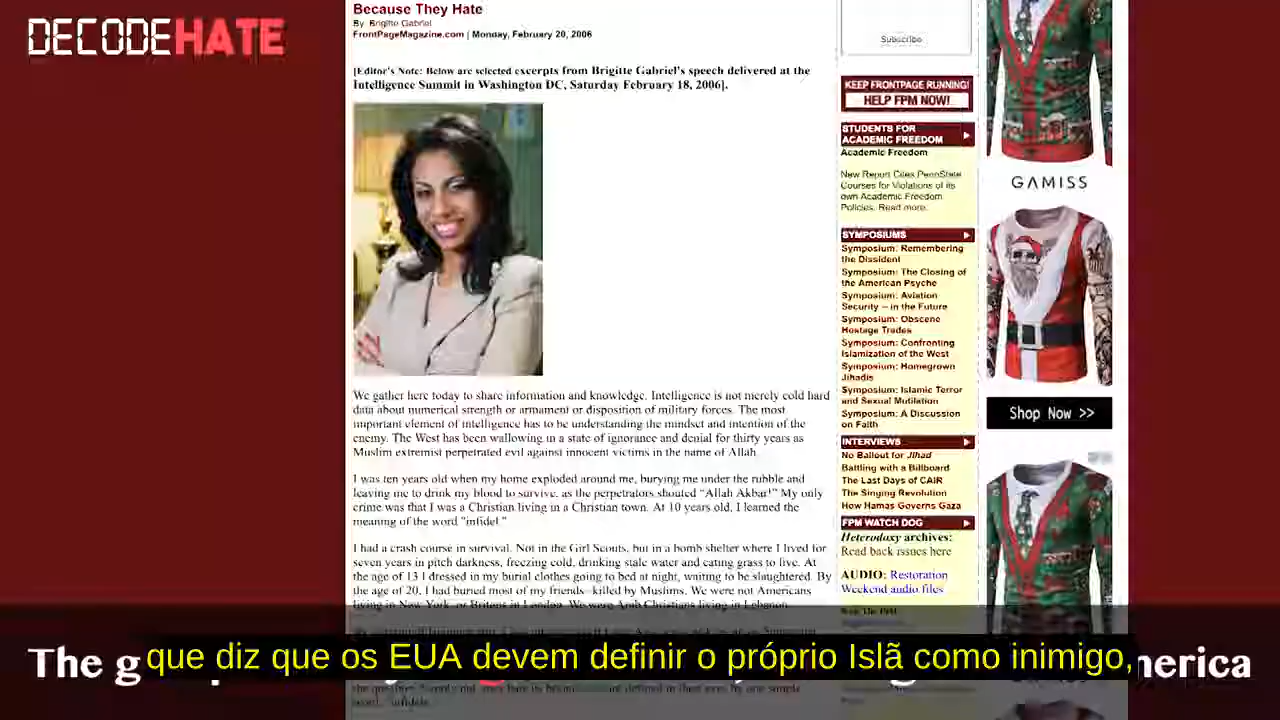 DECODEHATE
Because They Hate
By: Brigitte Gabriel
FrontPageMagazine.com | Monday, February 20, 2006
[Editor's Note: Below are selected excerpts from Brigitte Gabriel's speech delivered at the
Intelligence Summit in Washington DC, Saturday February 18, 2006].
We gather here today to share information and knowledge. Intelligence is not merely cold hard
data about numerical strength or armament or disposition of military forces. The most
important element of intelligence has to be understanding the mindset and intention of the
enemy. The West has been wallowing in a state of ignorance and denial for thirty years as
Muslim extremist perpetrated evil against innocent victims in the name of Allah.
I was ten years old when my home exploded around me, burying me under the rubble and
leaving me to drink my blood to survive, as the perpetrators shouted "Allah Akbar!" My only
crime was that I was a Christian living in a Christian town. At 10 years old, I learned the
meaning of the word "infidel."
I had a crash course in survival. Not in the Girl Scouts, but in a bomb shelter where I lived for
seven years in pitch darkness, freezing cold, drinking stale water and eating grass to live. At
the age of 13 I dressed in my burial clothes going to bed at night, waiting to be slaughtered. By
the age of 20, I had buried most of my friends--killed by Muslims. We were not Americans
living in New York, or Britons in London. We were Arab Christians living in Lebanon.
Subscribe
KEEP FRONTPAGE RUNNING!
HELP FPM NOW!
STUDENTS FOR
ACADEMIC FREEDOM
Academic Freedom
New Report Cites PennState
Courses for Violations of its
own Academic Freedom
Policies. Read more.
SYMPOSIUMS
Symposium: Remembering
the Dissident
Symposium: The Closing of
the American Psyche
Symposium: Aviation
Security – in the Future
Symposium: Obscene
Hostage Trades
Symposium: Confronting
Islamization of the West
Symposium: Homegrown
Jihadis
Symposium: Islamic Terror
and Sexual Mutilation
Symposium: A Discussion
on Faith
INTERVIEWS
No Ballout for Jihad
Battling with a Billboard
The Last Days of CAIR
The Singing Revolution
How Hamas Governs Gaza
FPM WATCH DOG
Heterodoxy archives:
Read back issues here
AUDIO: Restoration
Weekend audio files
GAMISS
Shop Now >>
The g
que diz que os EUA devem definir o próprio Islã como inimigo,
nerica